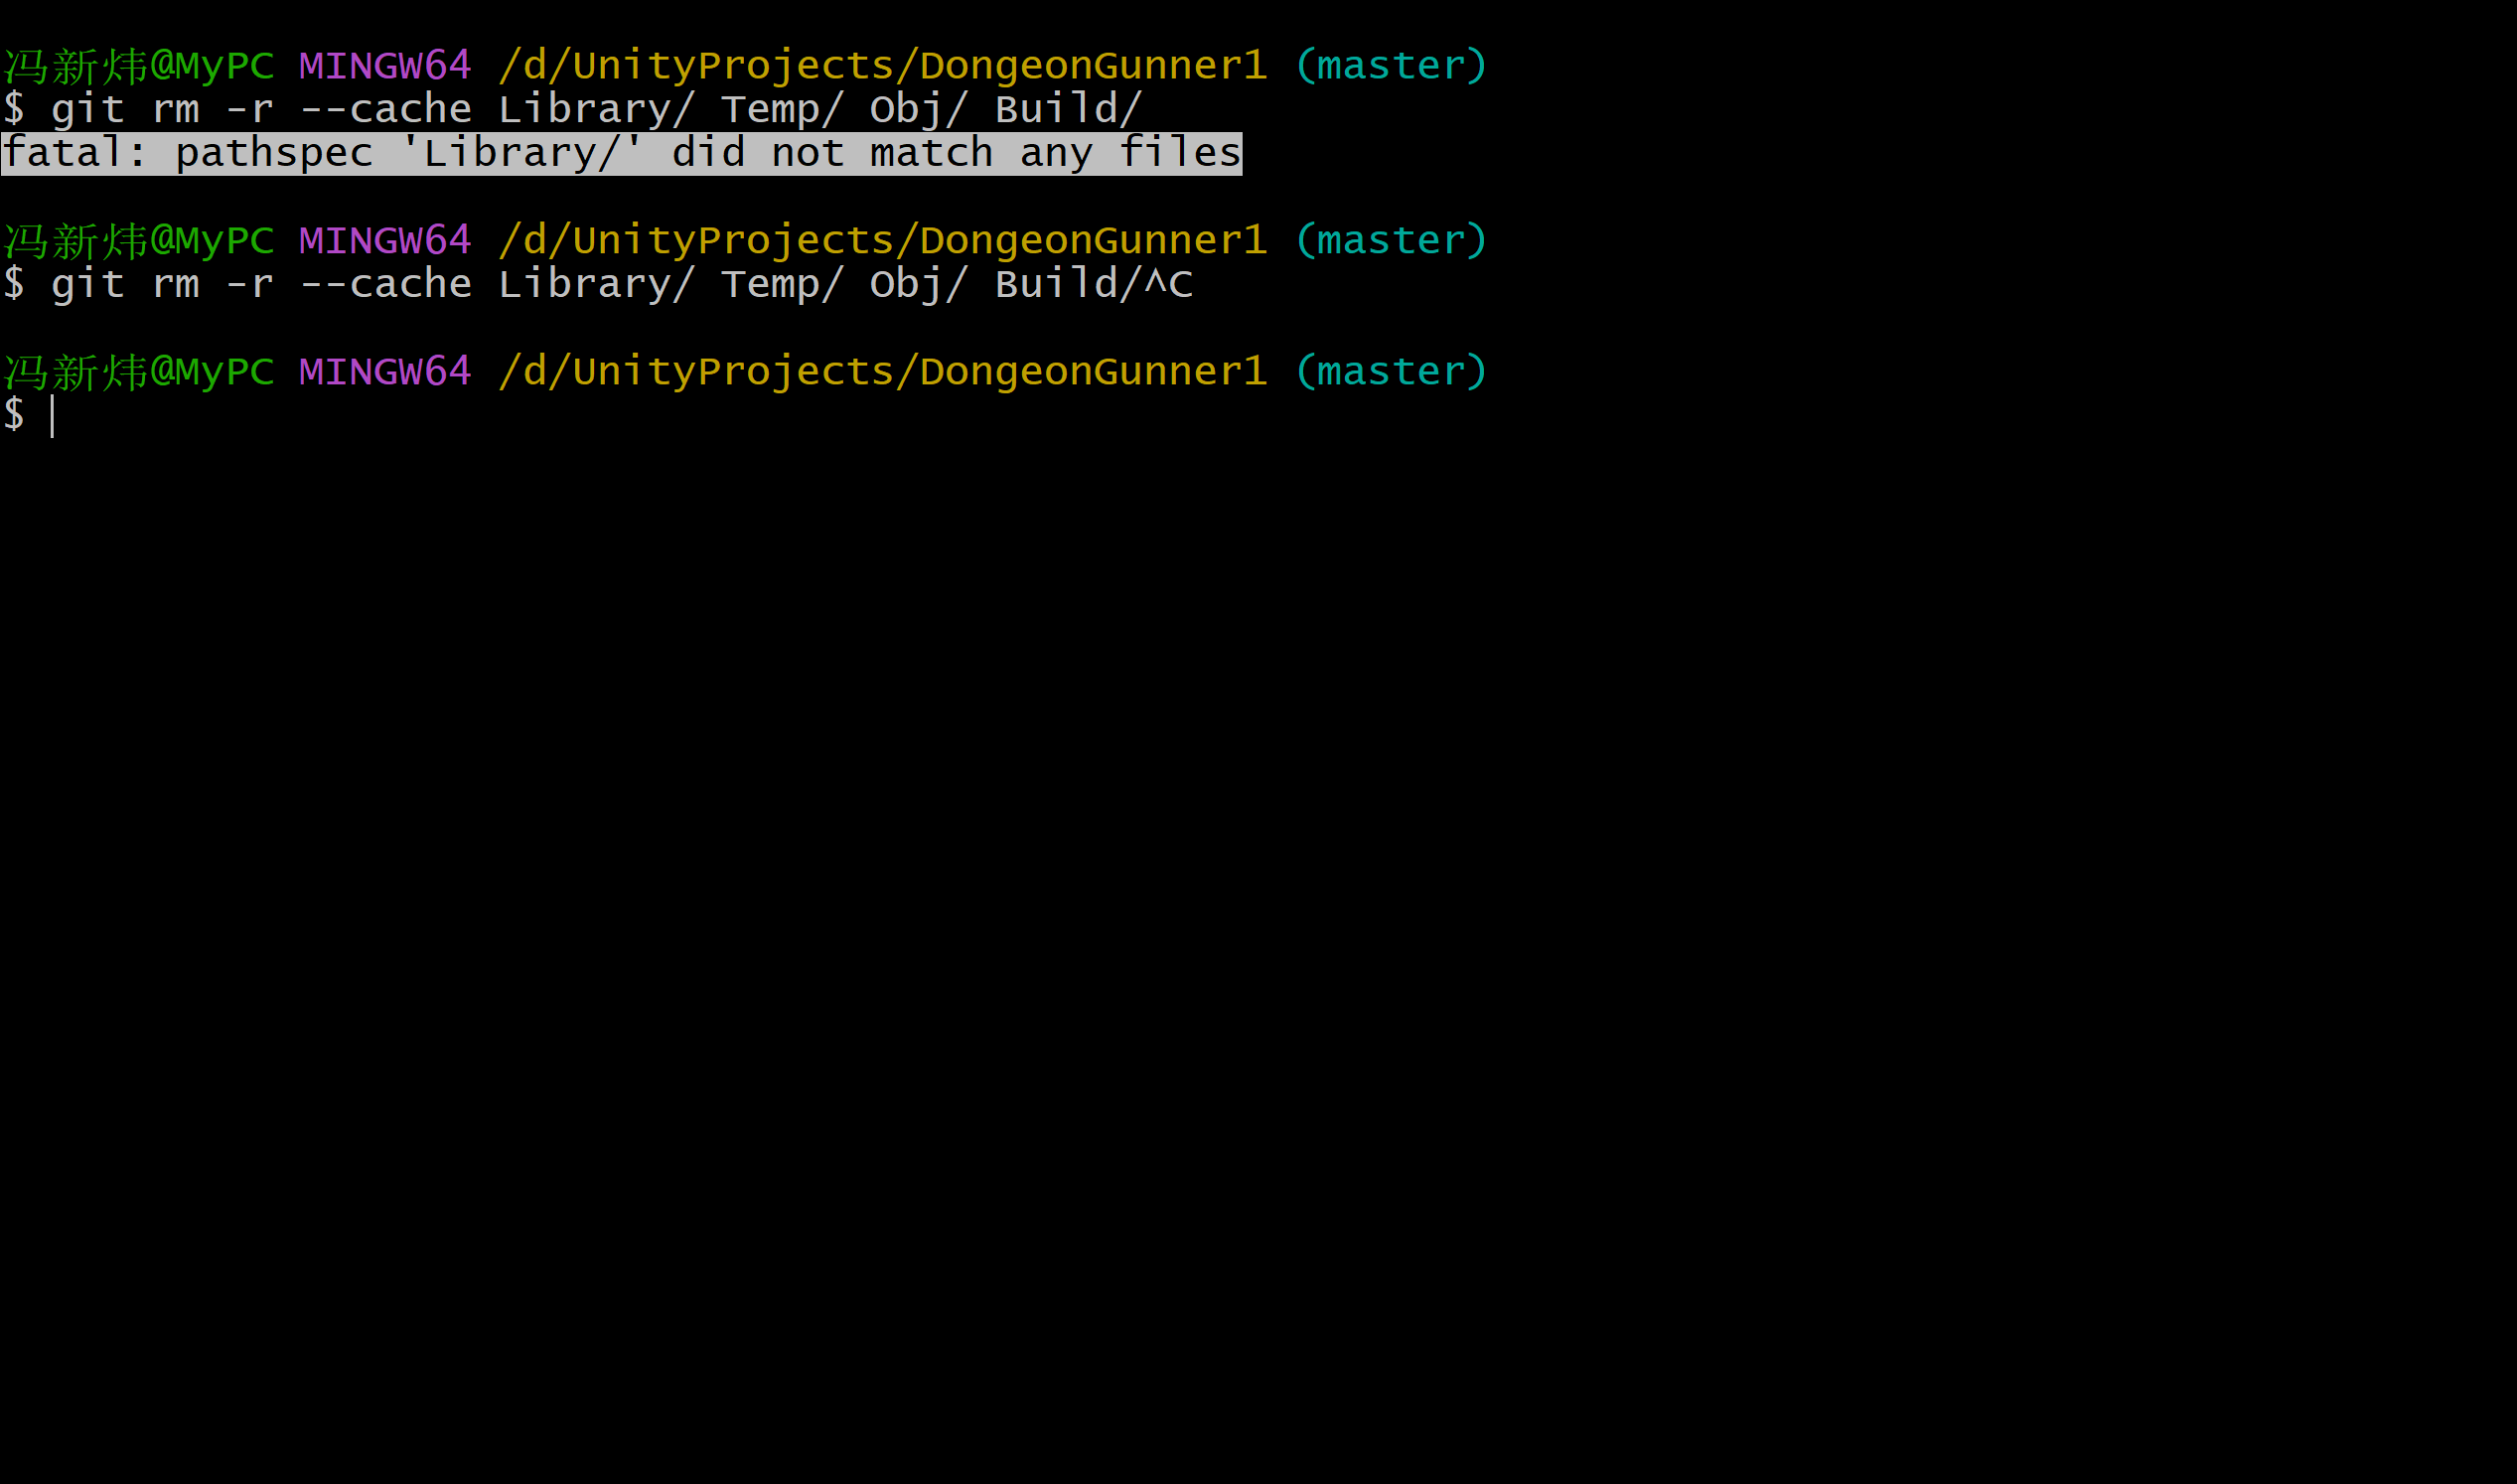 冯新炜@MyPC MINGW64 /d/UnityProjects/DongeonGunner1 (master)
$ git rm -r --cache Library/ Temp/ Obj/ Build/
fatal: pathspec 'Library/' did not match any files
冯新炜@MyPC MINGW64 /d/UnityProjects/DongeonGunner1 (master)
$ git rm -r --cache Library/ Temp/ Obj/ Build/^C
冯新炜@MyPC MINGW64 /d/UnityProjects/DongeonGunner1 (master)
$